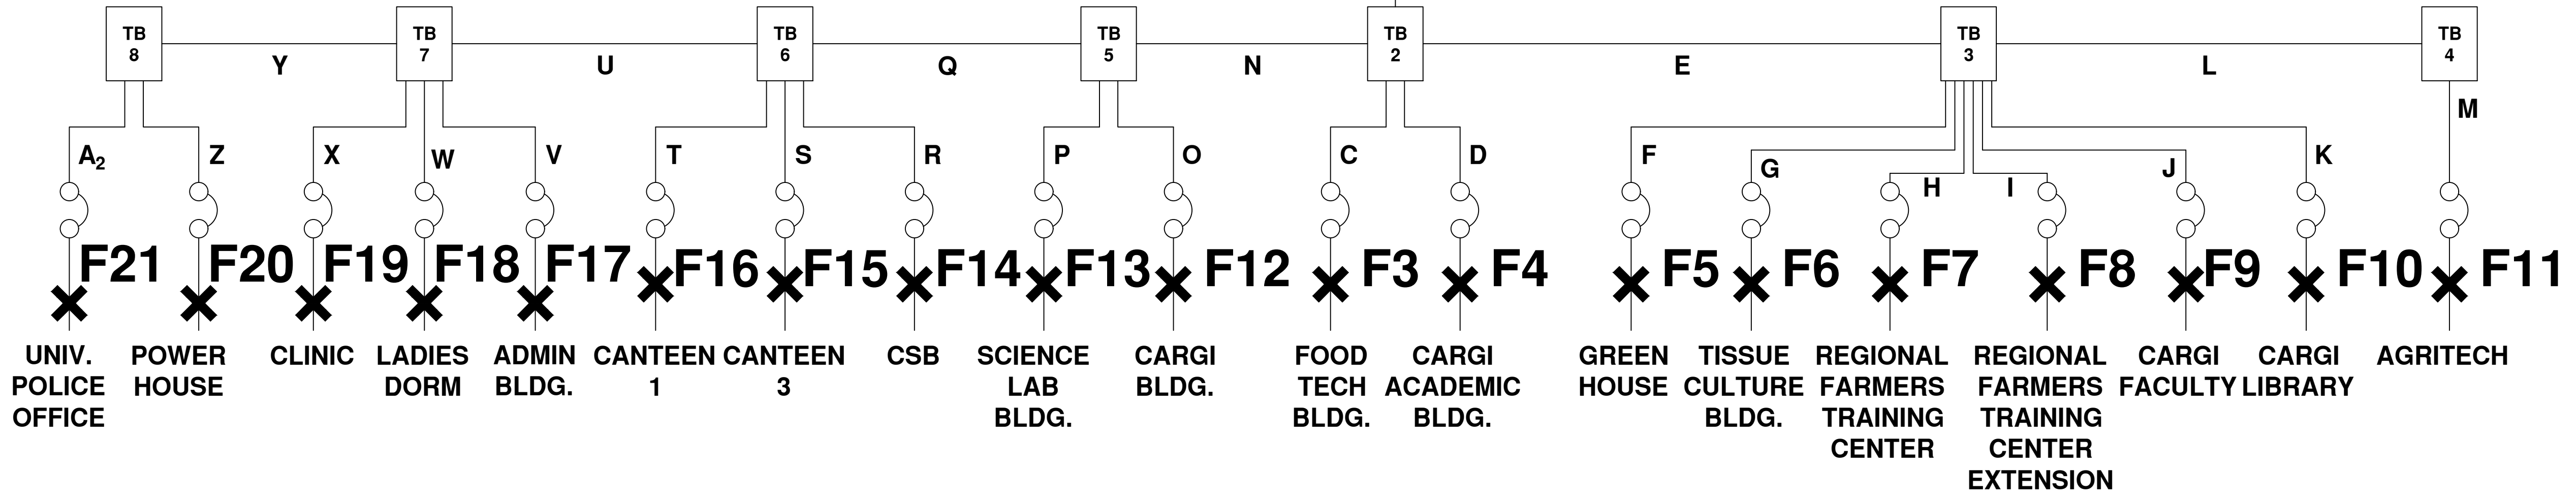 TB
8
TB
7
TB
6
TB
5
TB
2
TB
3
TB
4
Y
U
Q
N
E
L
M
A2
Z
X
W
V
T
S
R
P
O
C
D
F
G
H
I
J
K
F21
F20
F19
F18
F17
F16
F15
F14
F13
F12
F3
F4
F5
F6
F7
F8
F9
F10
F11
UNIV.
POLICE
OFFICE
POWER
HOUSE
CLINIC
LADIES
DORM
ADMIN
BLDG.
CANTEEN
1
CANTEEN
3
CSB
SCIENCE
LAB
BLDG.
CARGI
BLDG.
FOOD
TECH
BLDG.
CARGI
ACADEMIC
BLDG.
GREEN
HOUSE
TISSUE
CULTURE
BLDG.
REGIONAL
FARMERS
TRAINING
CENTER
REGIONAL
FARMERS
TRAINING
CENTER
EXTENSION
CARGI
FACULTY
CARGI
LIBRARY
AGRITECH